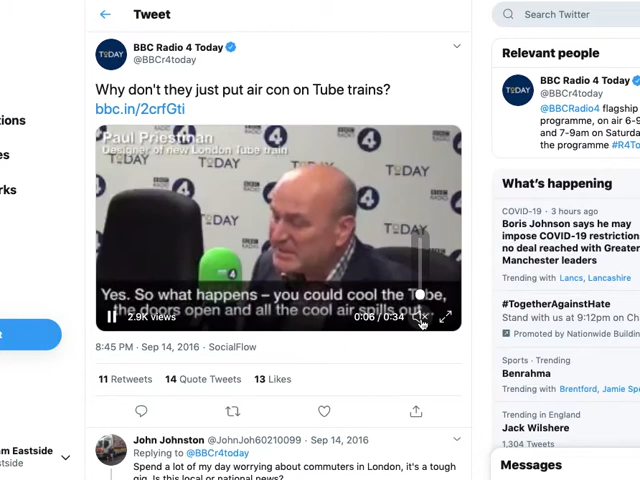 Tweet
Search Twitter
BBC Radio 4 Today
@BBCr4today
Why don't they just put air con on Tube trains?
bbc.in/2crfGti
Paul Priestman
Designer of new London Tube train
BBC
RADIO
4
TODAY
Yes. So what happens – you could cool the Tube,
the doors open and all the cool air spills out...
2.9K views
0:06 / 0:34
8:45 PM · Sep 14, 2016 · SocialFlow
11 Retweets 14 Quote Tweets 13 Likes
John Johnston @JohnJoh60210099 · Sep 14, 2016
Replying to @BBCr4today
Spend a lot of my day worrying about commuters in London, it's a tough
gig. Is this local or national news?
Relevant people
TODAY
BBC Radio 4 Today
@BBCr4today
@BBCRadio4 flagship
programme, on air 6-9
and 7-9am on Saturda
the programme #R4To
What's happening
COVID-19 · 3 hours ago
Boris Johnson says he may
impose COVID-19 restriction
no deal reached with Greater
Manchester leaders
Trending with Lancs, Lancashire
#TogetherAgainstHate
Stand with us at 9:12pm on Ch
Promoted by Nationwide Buildin
Sports · Trending
Benrahma
Trending with Brentford, Jamie Spe
Trending in England
Jack Wilshere
1,304 Tweets
Messages
tions
es
rks
t
m Eastside
tside